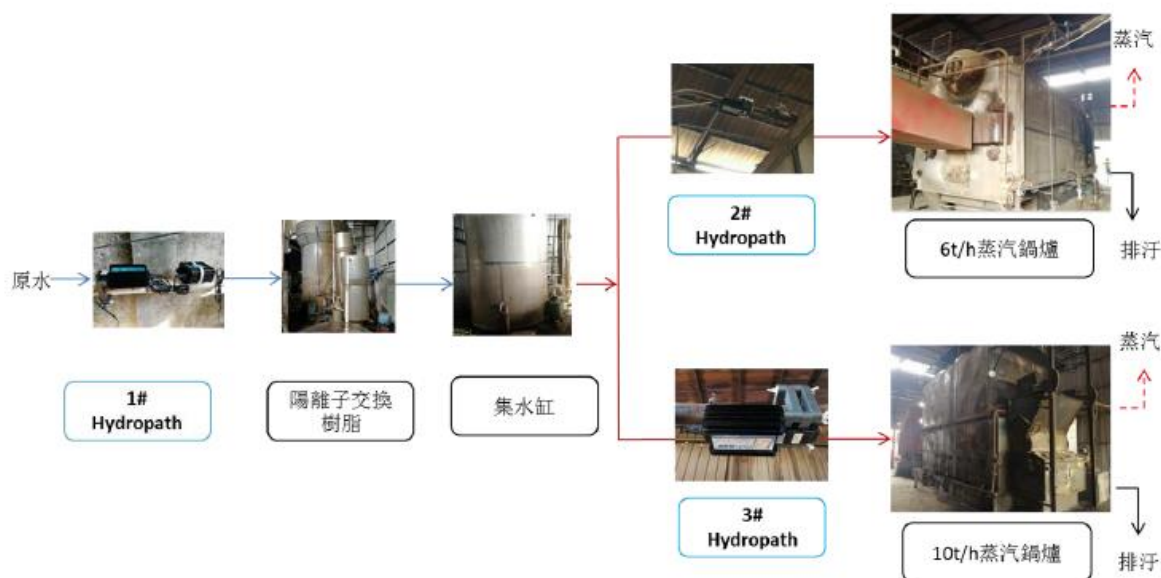 蒸汽
2#
Hydropath
6t/h蒸汽鍋爐
排汙
原水
1#
Hydropath
陽離子交換
樹脂
集水缸
蒸汽
3#
Hydropath
10t/h蒸汽鍋爐
排汙